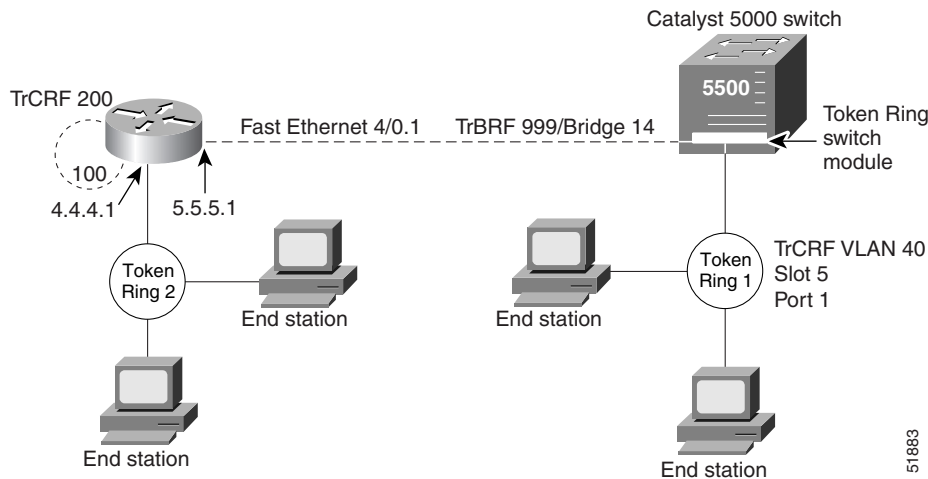 Catalyst 5000 switch
5500
TrCRF 200
Fast Ethernet 4/0.1
TrBRF 999/Bridge 14
Token Ring
switch
module
100
4.4.4.1
5.5.5.1
Token
Ring 2
End station
End station
Token
Ring 1
TrCRF VLAN 40
Slot 5
Port 1
End station
End station
51883